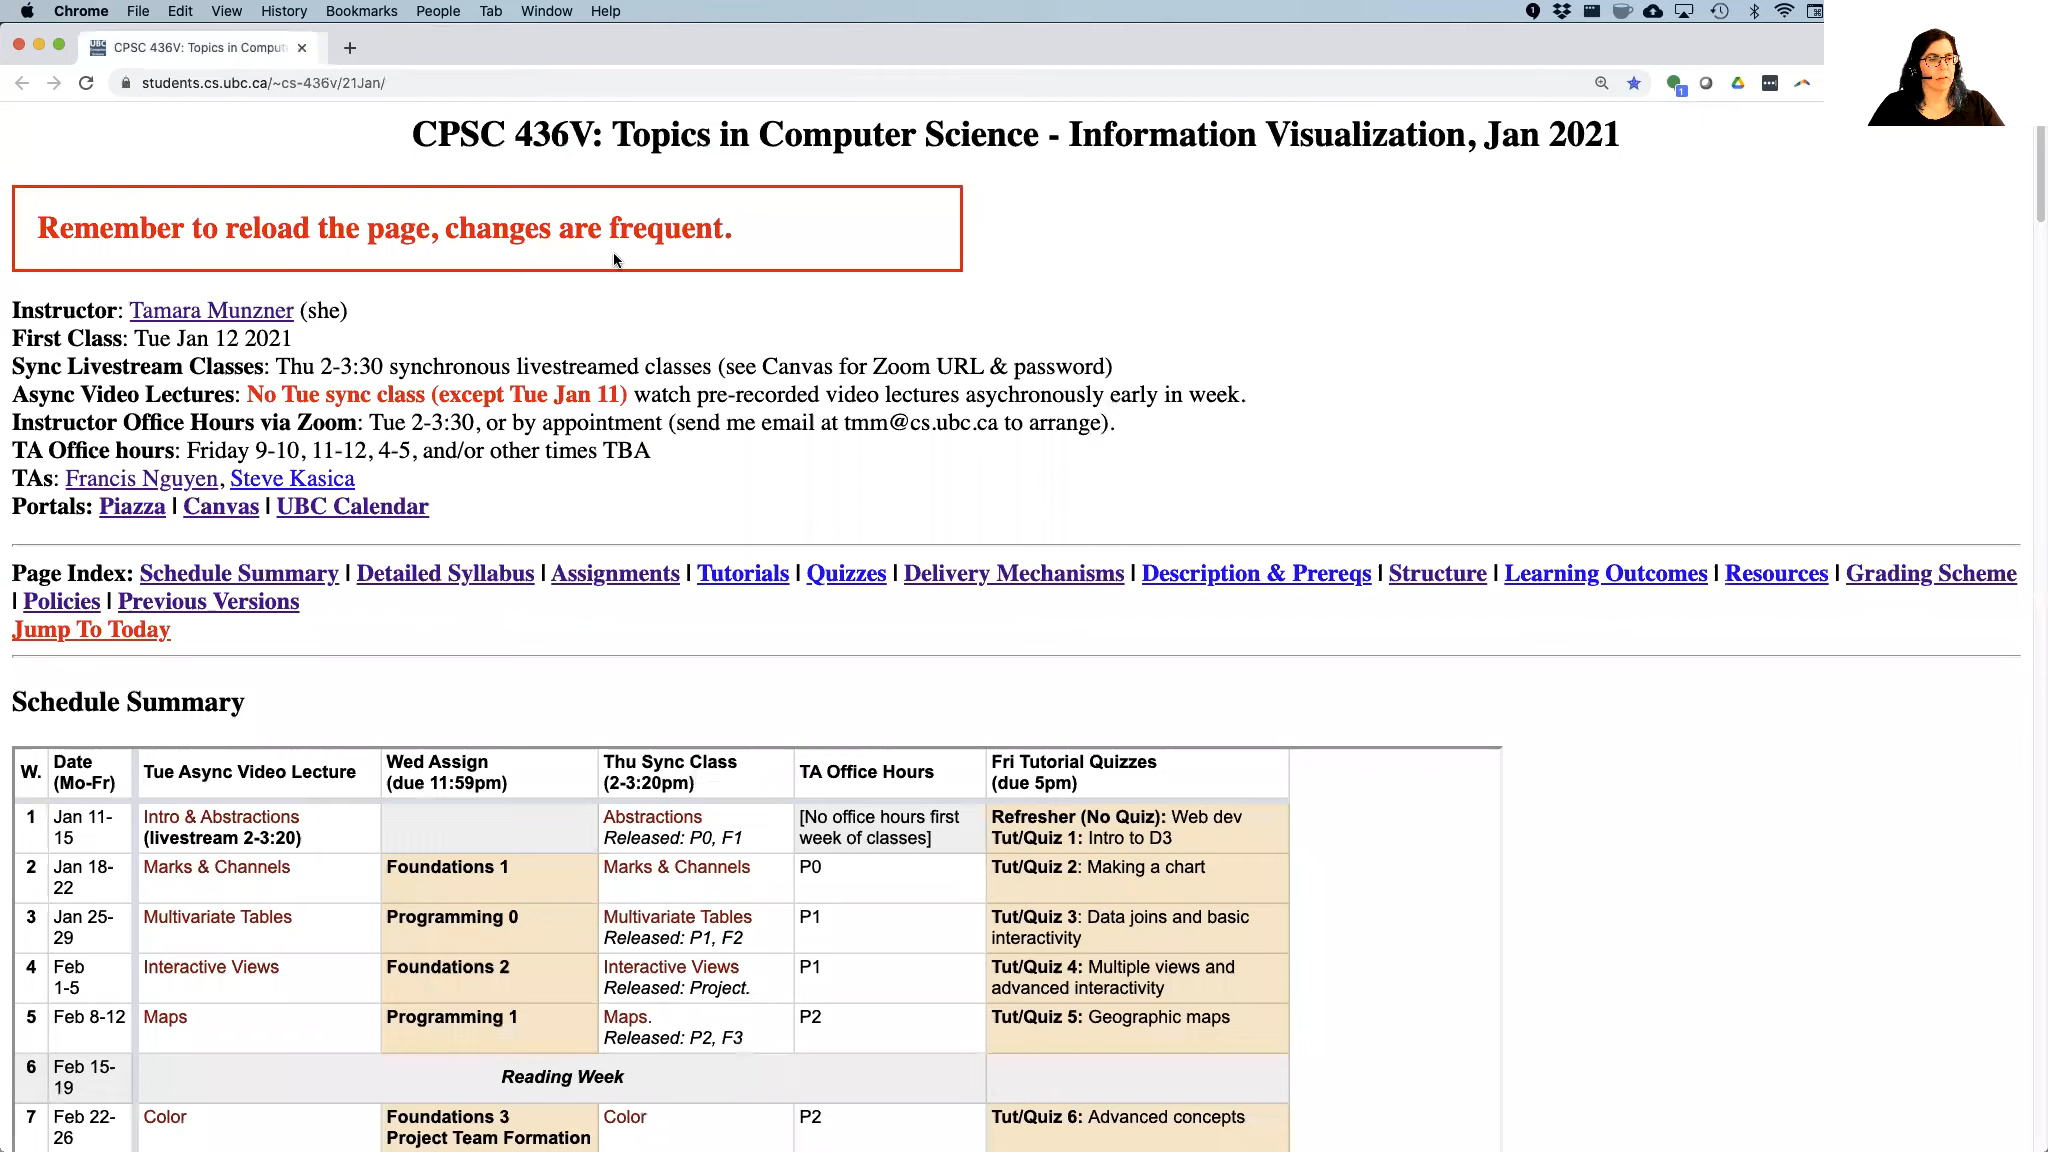 Chrome File Edit View History Bookmarks People Tab Window Help
CPSC 436V: Topics in Comput
students.cs.ubc.ca/~cs-436v/21Jan/
CPSC 436V: Topics in Computer Science - Information Visualization, Jan 2021
Remember to reload the page, changes are frequent.
Instructor: Tamara Munzner (she)
First Class: Tue Jan 12 2021
Sync Livestream Classes: Thu 2-3:30 synchronous livestreamed classes (see Canvas for Zoom URL & password)
Async Video Lectures: No Tue sync class (except Tue Jan 11) watch pre-recorded video lectures asychronously early in week.
Instructor Office Hours via Zoom: Tue 2-3:30, or by appointment (send me email at tmm@cs.ubc.ca to arrange).
TA Office hours: Friday 9-10, 11-12, 4-5, and/or other times TBA
TAs: Francis Nguyen, Steve Kasica
Portals: Piazza | Canvas | UBC Calendar
Page Index: Schedule Summary | Detailed Syllabus | Assignments | Tutorials | Quizzes | Delivery Mechanisms | Description & Prereqs | Structure | Learning Outcomes | Resources | Grading Scheme
| Policies | Previous Versions
Jump To Today
Schedule Summary
W. Date (Mo-Fr) Tue Async Video Lecture Wed Assign (due 11:59pm) Thu Sync Class (2-3:20pm) TA Office Hours Fri Tutorial Quizzes (due 5pm)
1 Jan 11-15 Intro & Abstractions (livestream 2-3:20) Abstractions Released: P0, F1 [No office hours first week of classes] Refresher (No Quiz): Web dev Tut/Quiz 1: Intro to D3
2 Jan 18-22 Marks & Channels Foundations 1 Marks & Channels P0 Tut/Quiz 2: Making a chart
3 Jan 25-29 Multivariate Tables Programming 0 Multivariate Tables Released: P1, F2 P1 Tut/Quiz 3: Data joins and basic interactivity
4 Feb 1-5 Interactive Views Foundations 2 Interactive Views Released: Project. P1 Tut/Quiz 4: Multiple views and advanced interactivity
5 Feb 8-12 Maps Programming 1 Maps. Released: P2, F3 P2 Tut/Quiz 5: Geographic maps
6 Feb 15-19 Reading Week
7 Feb 22-26 Color Foundations 3 Project Team Formation Color P2 Tut/Quiz 6: Advanced concepts